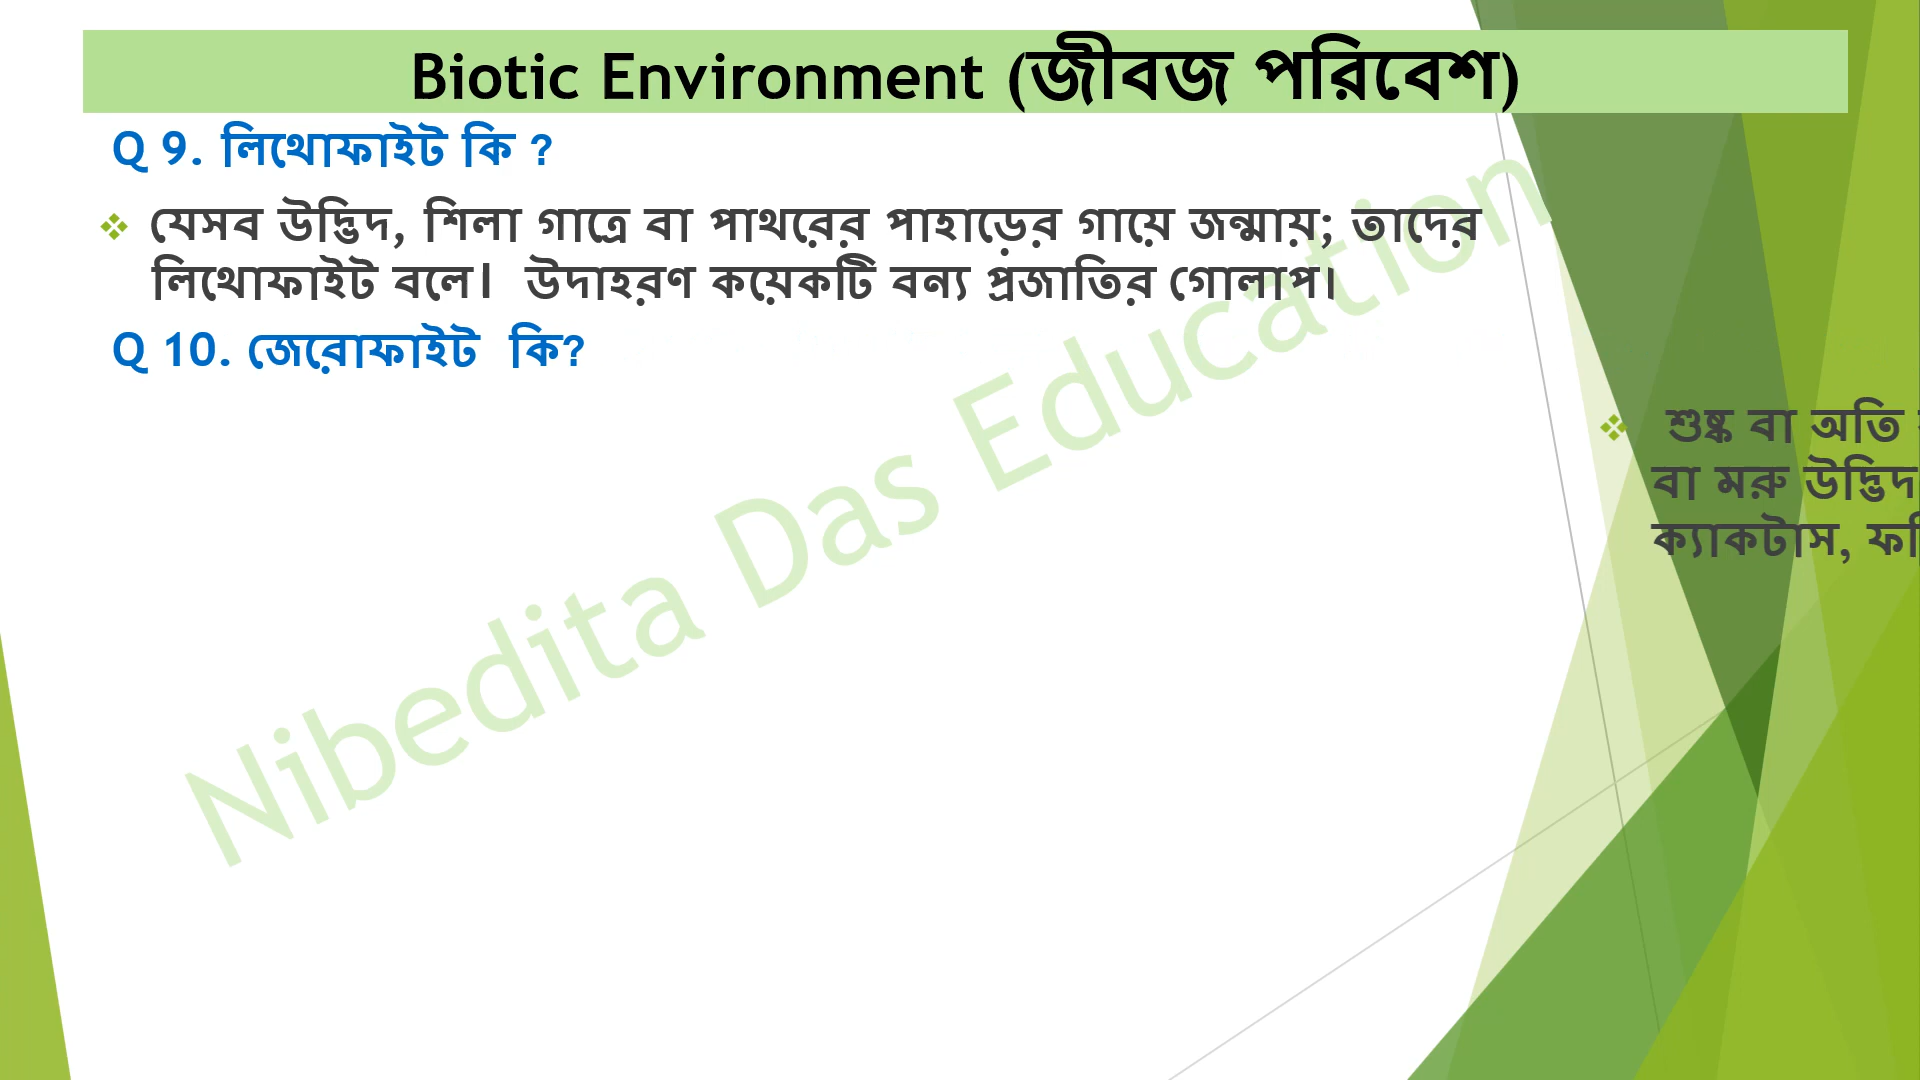 Biotic Environment (জীবজ পরিবেশ)
Q 9. লিথোফাইট কি ?
❖ যেসব উদ্ভিদ, শিলা গাত্রে বা পাথরের পাহাড়ের গায়ে জন্মায়; তাদের
লিথোফাইট বলে। উদাহরণ কয়েকটি বন্য প্রজাতির গোলাপ।
Q 10. জেরোফাইট কি?
❖ শুষ্ক বা অতি
বা মরু উদ্ভিদ
ক্যাকটাস,
Nibedita Das Education